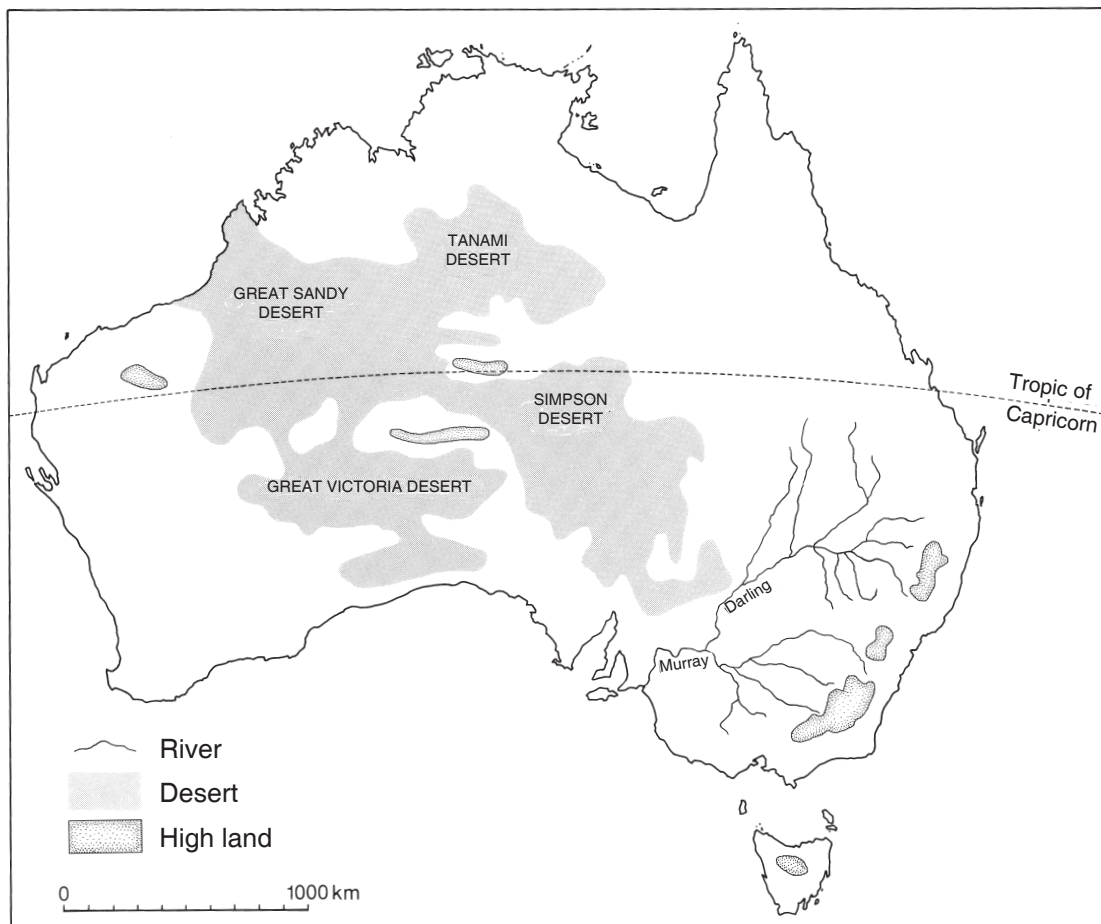 TANAMI
DESERT
GREAT SANDY
DESERT
Tropic of
Capricorn
SIMPSON
DESERT
GREAT VICTORIA DESERT
Darling
Murray
River
Desert
High land
0 1000 km